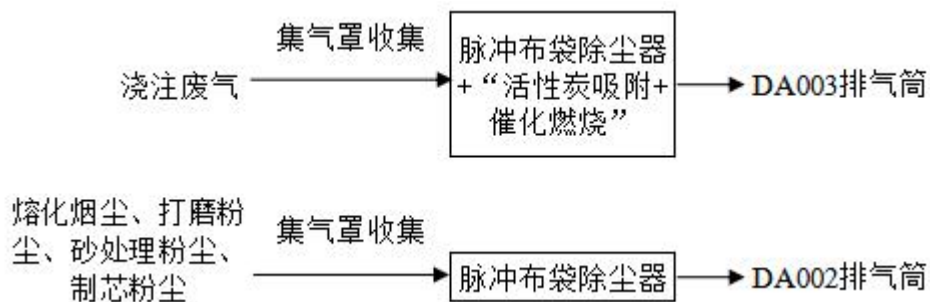 集气罩收集
浇注废气
脉冲布袋除尘器
+“活性炭吸附+
催化燃烧”
DA003排气筒
熔化烟尘、打磨粉
尘、砂处理粉尘、
制芯粉尘
集气罩收集
脉冲布袋除尘器
DA002排气筒